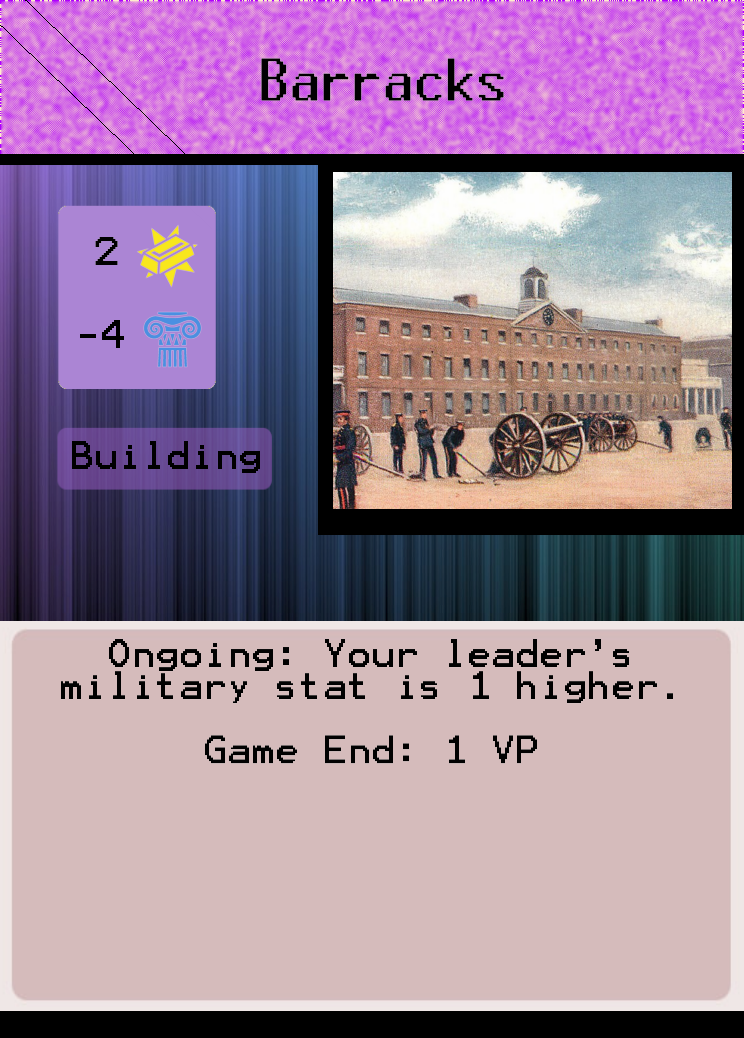 Barracks
2
-4
Building
Ongoing: Your leader's
military stat is 1 higher.
Game End: 1 VP